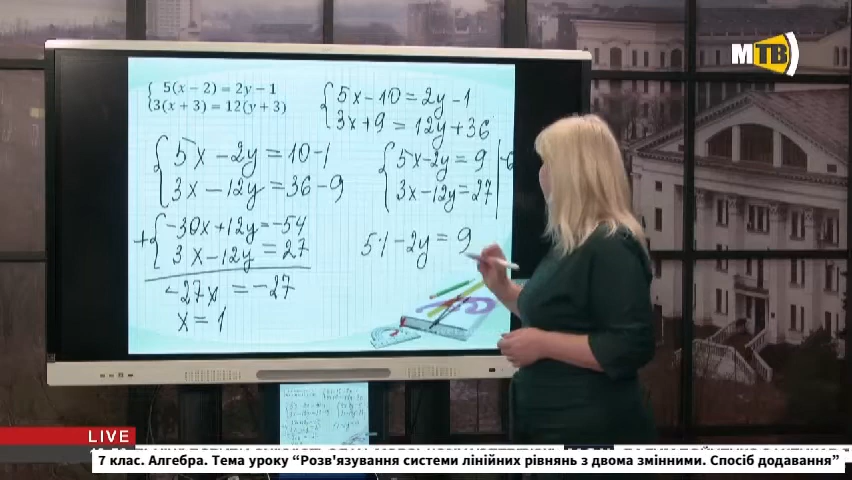 МТВ
5(x − 2) = 2y − 1
3(x + 3) = 12(y + 3)
5x − 10 = 2y − 1
3x + 9 = 12y + 36
5x − 2y = 10 − 1
3x − 12y = 36 − 9
5x − 2y = 9
3x − 12y = 27
+
−30x + 12y = −54
3x − 12y = 27
−27x = −27
x = 1
5·1 − 2y = 9
LIVE
7 клас. Алгебра. Тема уроку “Розв'язування системи лінійних рівнянь з двома змінними. Спосіб додавання”